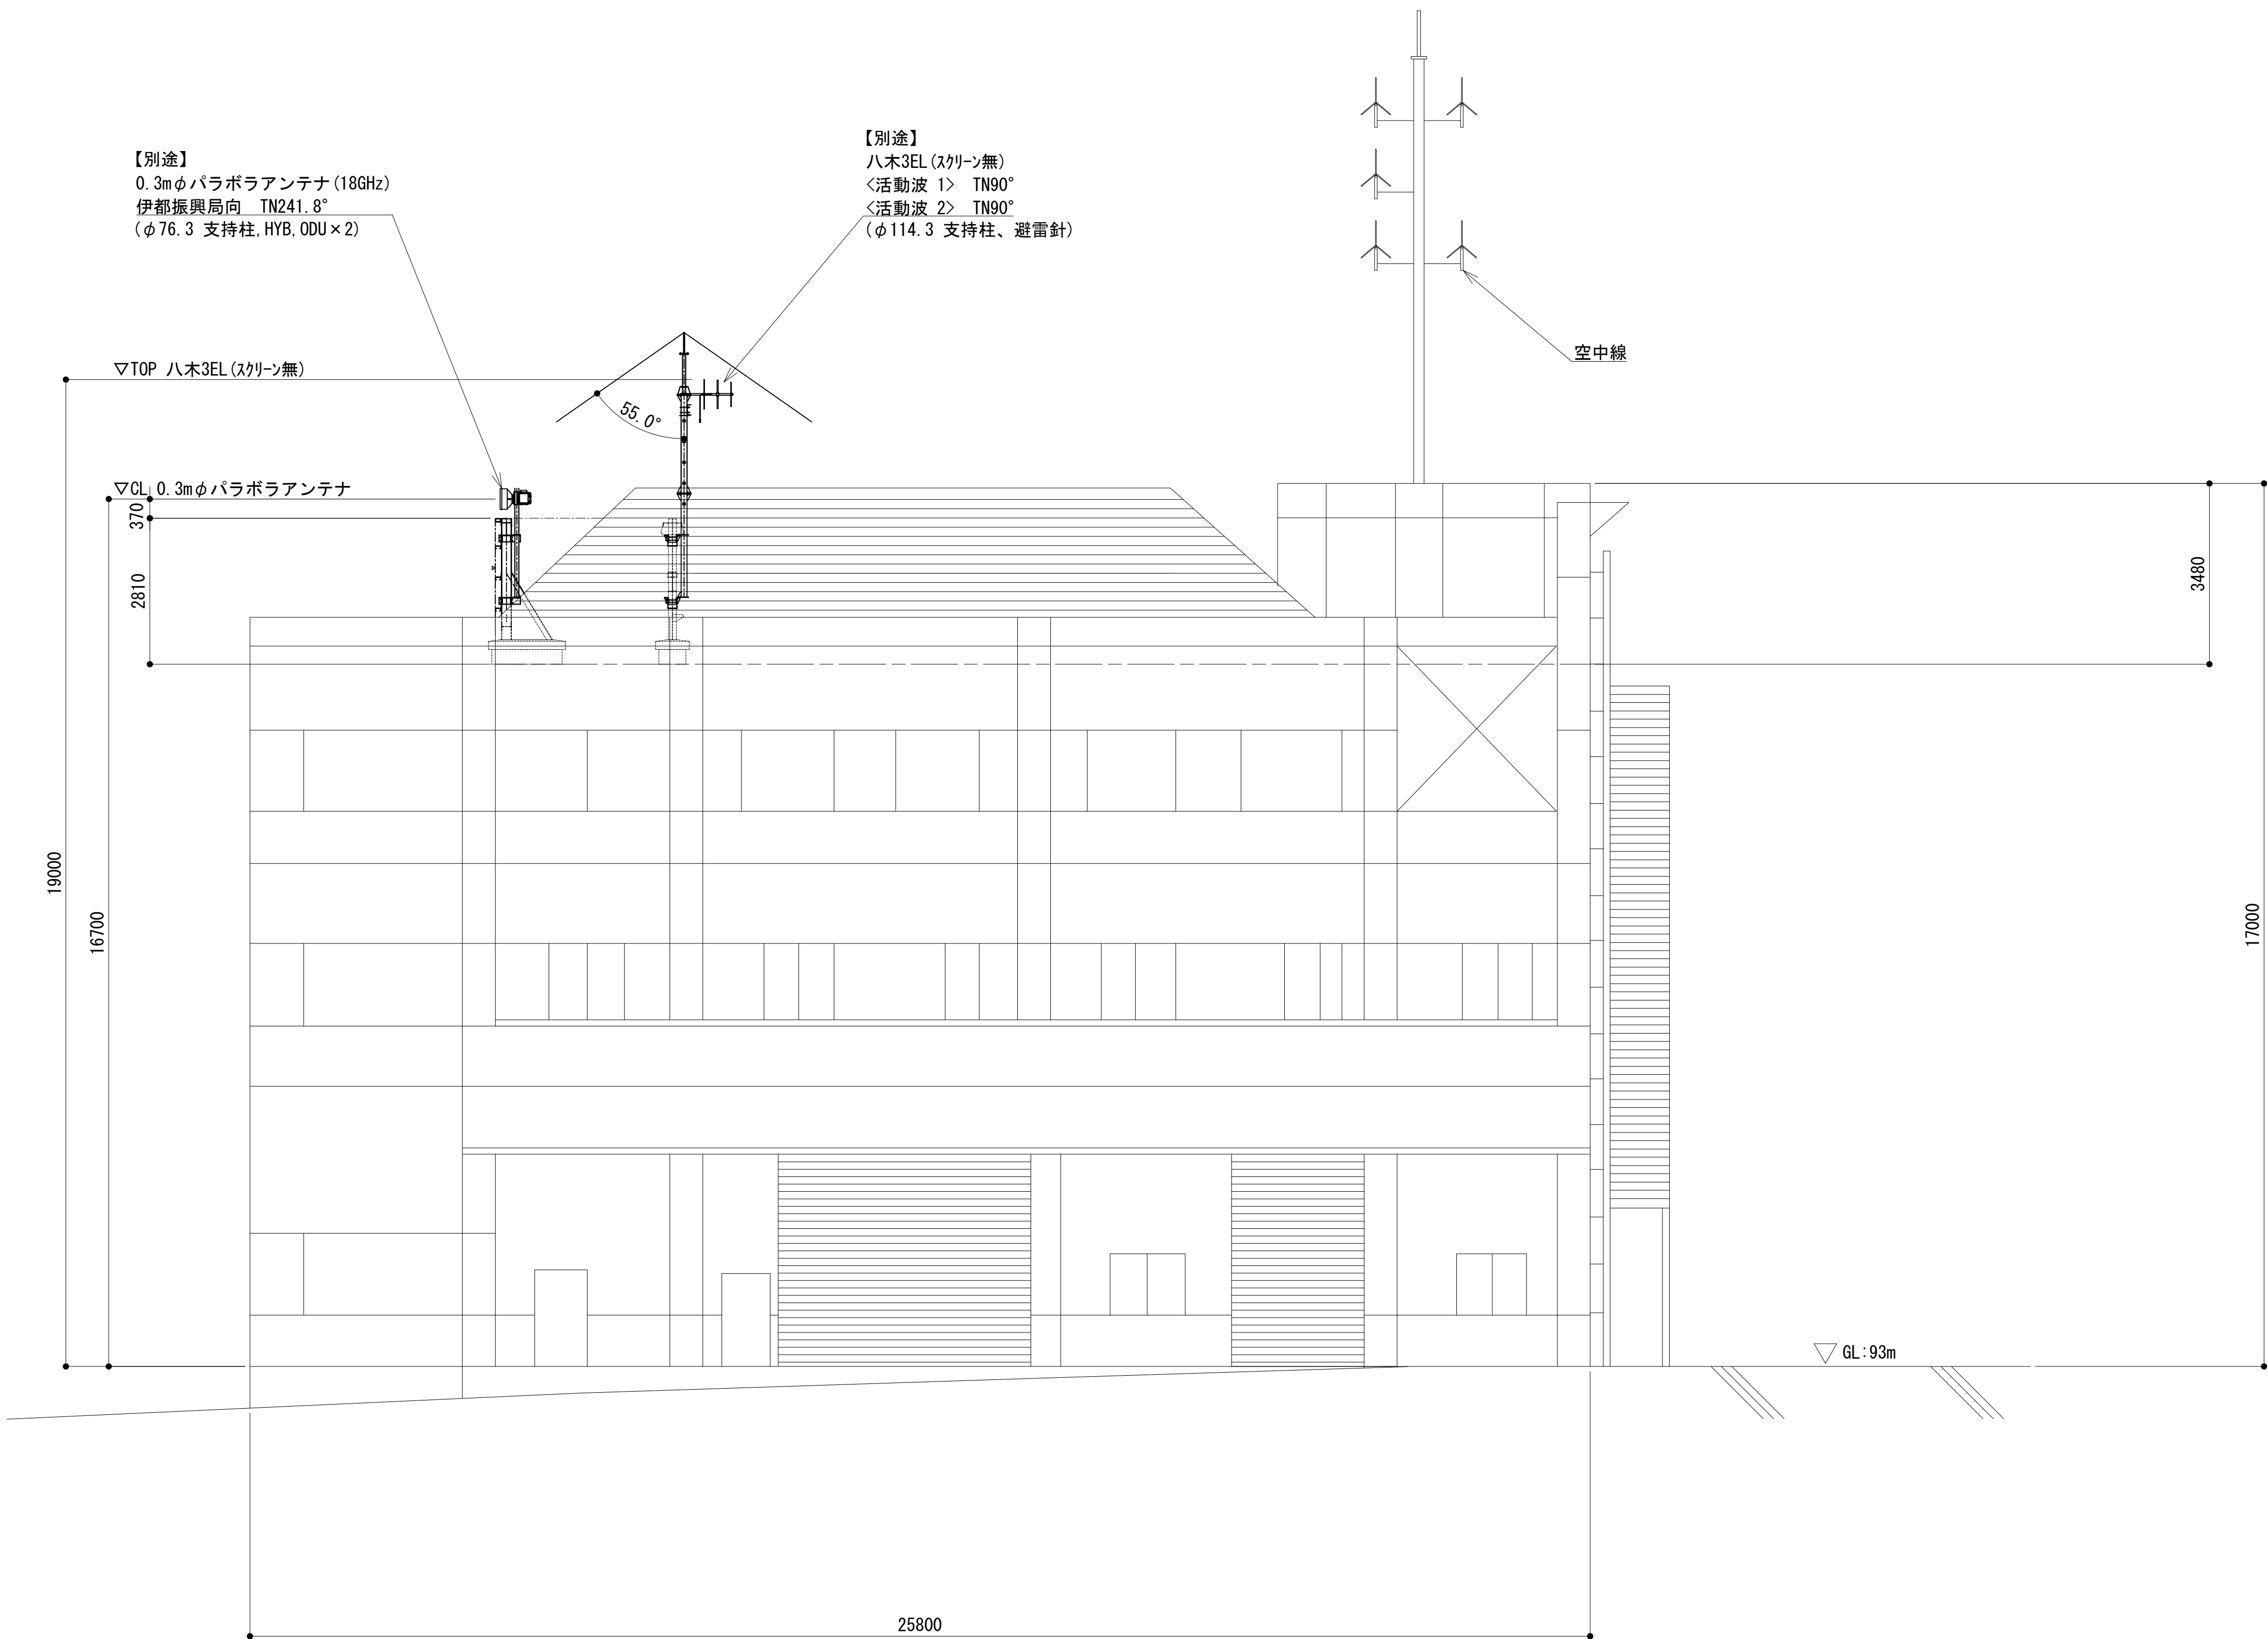 【別途】
0.3mφパラボラアンテナ(18GHz)
伊都振興局向　TN241.8°
(φ76.3 支持柱,HYB,ODU×2)
【別途】
八木3EL(ｽｸﾘｰﾝ無)
<活動波 1>　TN90°
<活動波 2>　TN90°
(φ114.3 支持柱、避雷針)
空中線
▽TOP 八木3EL(ｽｸﾘｰﾝ無)
55.0°
▽CL 0.3mφパラボラアンテナ
370
2810
3480
19000
16700
17000
▽ GL:93m
25800